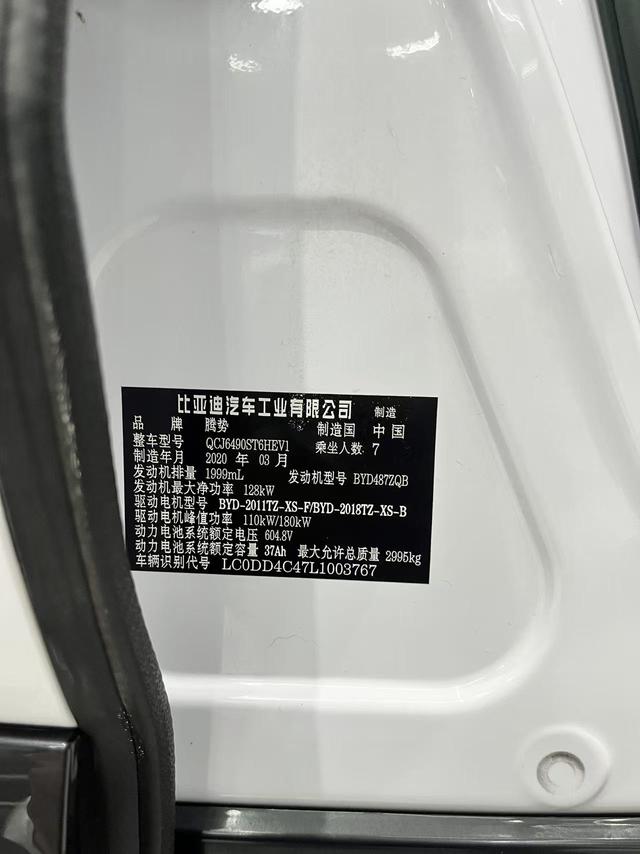 比亚迪汽车工业有限公司 制造
品 牌 腾势 制造国 中 国
整车型号 QCJ6490ST6HEV1 乘坐人数 7
制造年月 2020 年 03 月
发动机排量 1999mL 发动机型号 BYD487ZQB
发动机最大净功率 128kW
驱动电机型号 BYD-2011TZ-XS-F/BYD-2018TZ-XS-B
驱动电机峰值功率 110kW/180kW
动力电池系统额定电压 604.8V
动力电池系统额定容量 37Ah 最大允许总质量 2995kg
车辆识别代号 LC0DD4C47L1003767